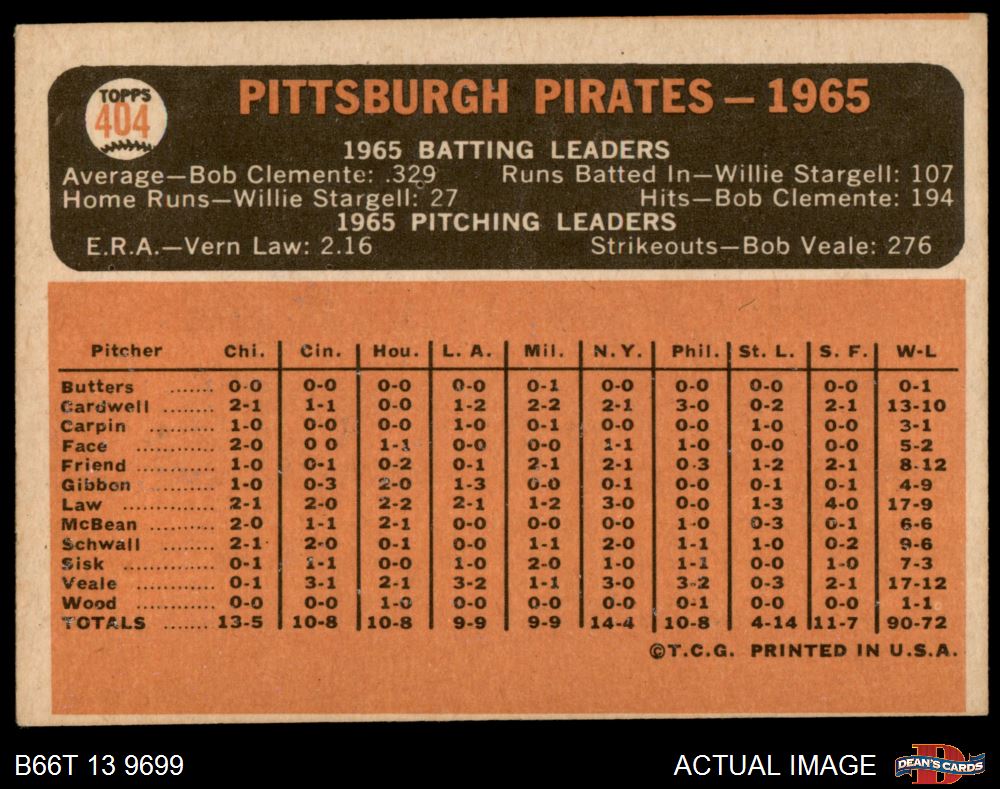 TOPPS
404
PITTSBURGH PIRATES — 1965
1965 BATTING LEADERS
Average—Bob Clemente: .329 Runs Batted In—Willie Stargell: 107
Home Runs—Willie Stargell: 27 Hits—Bob Clemente: 194
1965 PITCHING LEADERS
E.R.A.—Vern Law: 2.16 Strikeouts—Bob Veale: 276
Pitcher Chi. Cin. Hou. L. A. Mil. N.Y. Phil. St. L. S. F. W-L
Butters ....... 0-0 0-0 0-0 0-0 0-1 0-0 0-0 0-0 0-0 0-1
Cardwell ....... 2-1 1-1 0-0 1-2 2-2 2-1 3-0 0-2 2-1 13-10
Carpin ........... 1-0 0-0 0-0 1-0 0-1 0-0 0-0 1-0 0-0 3-1
Face ............. 2-0 0 0 1-1 0-0 0-0 1-1 1-0 0-0 0-0 5-2
Friend ........... 1-0 0-1 0-2 0-1 2-1 2-1 0-3 1-2 2-1 8-12
Gibbon .......... 1-0 0-3 2-0 1-3 0-0 0-1 0-0 0-1 0-1 4-9
Law ............. 2-1 2-0 2-2 2-1 1-2 3-0 0-0 1-3 4-0 17-9
McBean ......... 2-0 1-1 2-1 0-0 0-0 0-0 1-0 0-3 0-1 6-6
Schwall ........ 2-1 2-0 0-1 0-0 1-1 2-0 1-1 1-0 0-2 9-6
Sisk ............. 0-1 1-1 0-0 1-0 2-0 1-0 1-1 0-0 1-0 7-3
Veale ............ 0-1 3-1 2-1 3-2 1-1 3-0 3-2 0-3 2-1 17-12
Wood ............ 0-0 0-0 1-0 0-0 0-0 0-0 0-1 0-0 0-0 1-1
TOTALS ....... 13-5 10-8 10-8 9-9 9-9 14-4 10-8 4-14 11-7 90-72
©T.C.G. PRINTED IN U.S.A.
B66T 13 9699 ACTUAL IMAGE
DEAN'S CARDS